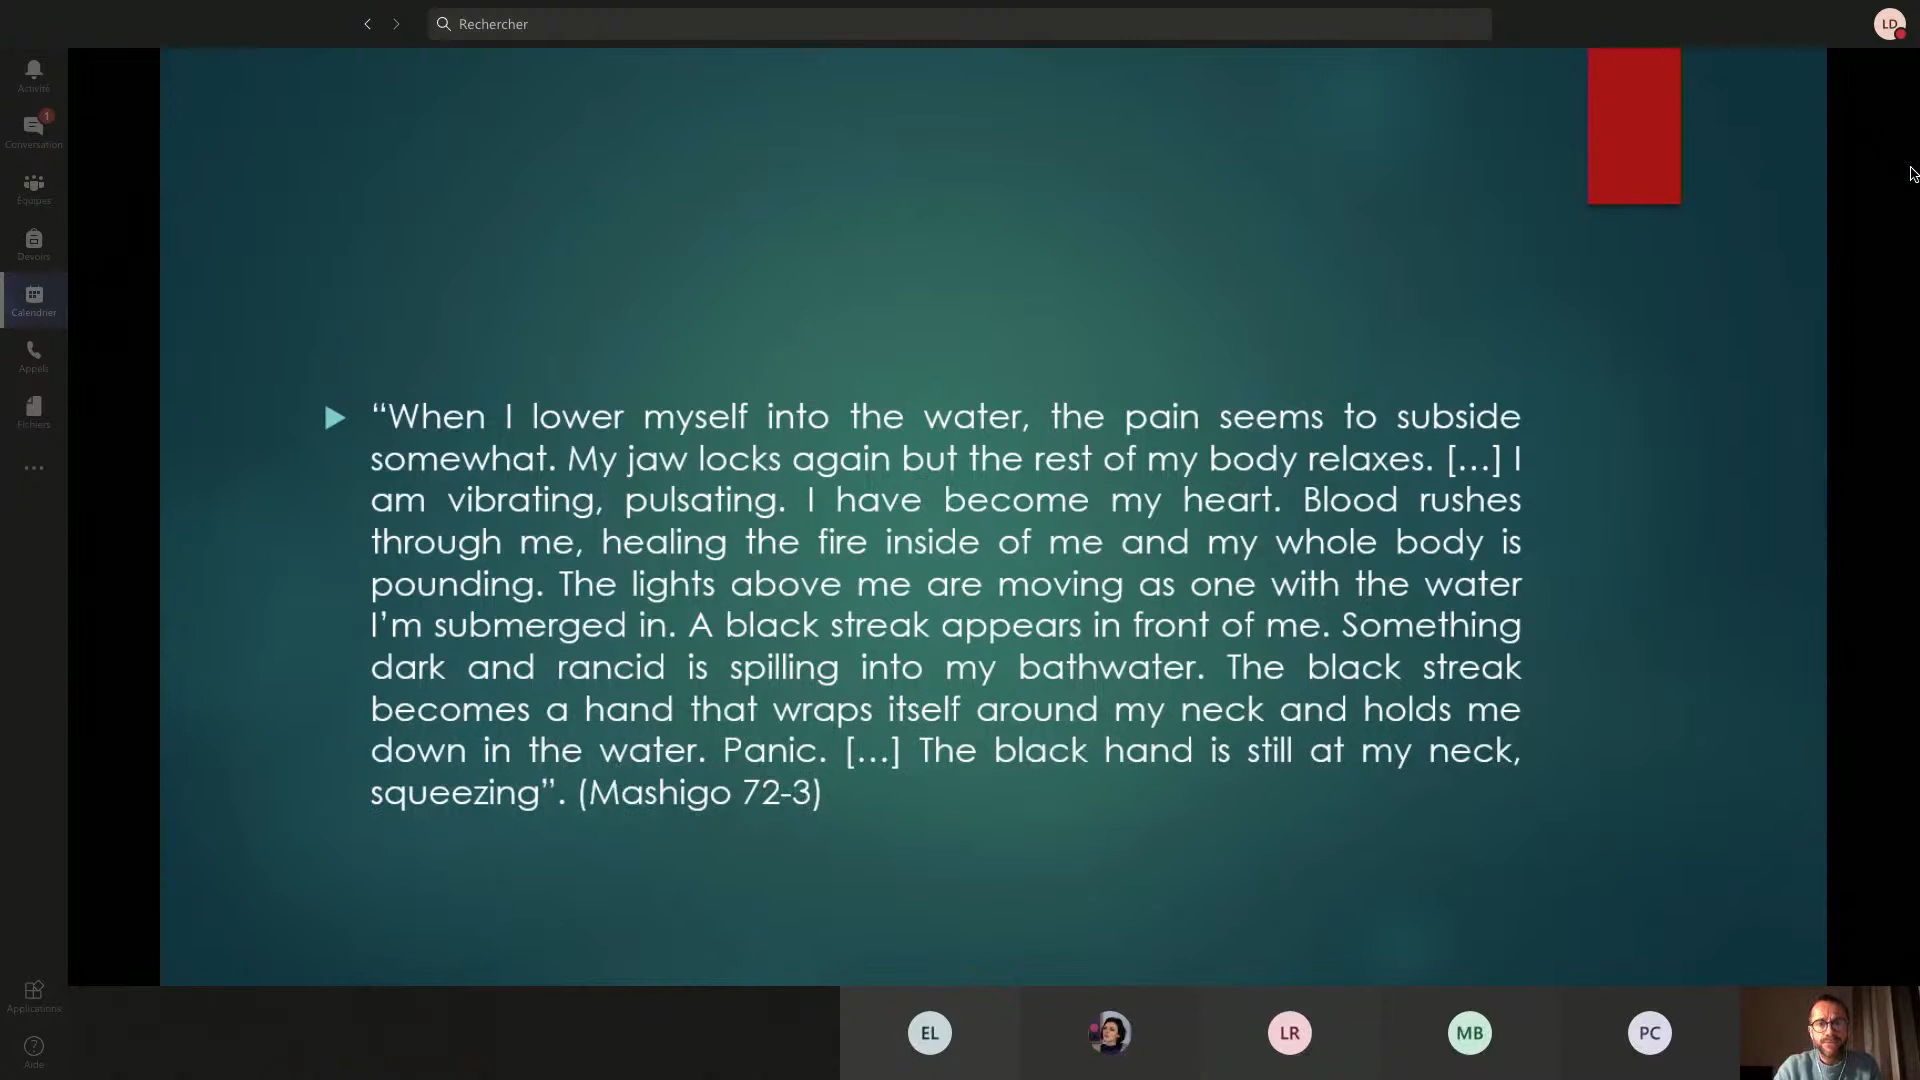 Rechercher
LD
Activité
1
Conversation
Équipes
Devoirs
Calendrier
Appels
Fichiers
“When I lower myself into the water, the pain seems to subside
somewhat. My jaw locks again but the rest of my body relaxes. […] I
am vibrating, pulsating. I have become my heart. Blood rushes
through me, healing the fire inside of me and my whole body is
pounding. The lights above me are moving as one with the water
I’m submerged in. A black streak appears in front of me. Something
dark and rancid is spilling into my bathwater. The black streak
becomes a hand that wraps itself around my neck and holds me
down in the water. Panic. […] The black hand is still at my neck,
squeezing”. (Mashigo 72-3)
Applications
Aide
EL
LR
MB
PC